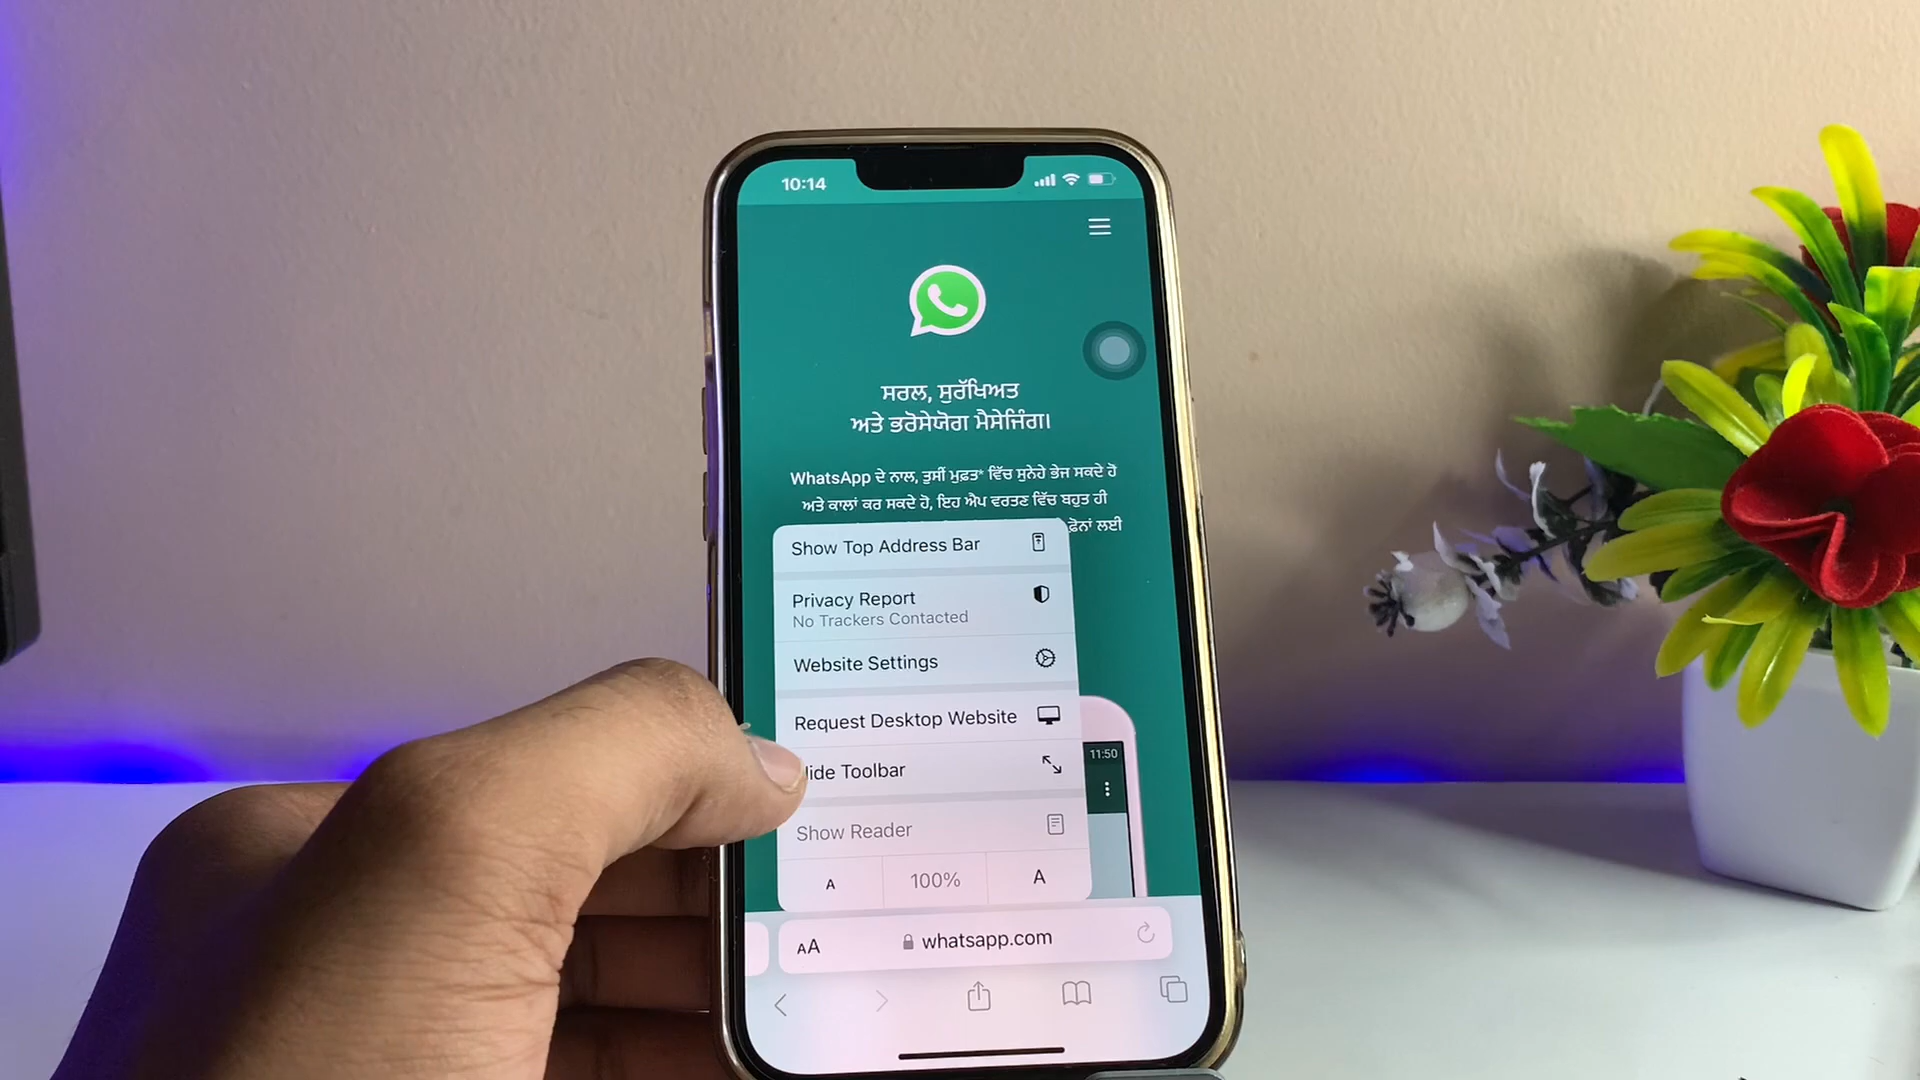 10:14
ਸਰਲ, ਸੁਰੱਖਿਅਤ
ਅਤੇ ਭਰੋਸੇਯੋਗ ਮੈਸੇਜਿੰਗ।
WhatsApp ਦੇ ਨਾਲ, ਤੁਸੀਂ ਮੁਫ਼ਤ* ਵਿੱਚ ਸੁਨੇਹੇ ਭੇਜ ਸਕਦੇ ਹੋ
ਅਤੇ ਕਾਲਾਂ ਕਰ ਸਕਦੇ ਹੋ, ਇਹ ਐਪ ਵਰਤਣ ਵਿੱਚ ਬਹੁਤ ਹੀ
ਫ਼ੋਨਾਂ ਲਈ
Show Top Address Bar
Privacy Report
No Trackers Contacted
Website Settings
Request Desktop Website
11:50
ide Toolbar
Show Reader
A 100% A
AA whatsapp.com